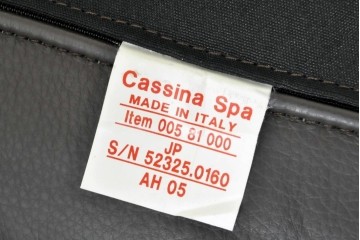 Cassina Spa
MADE IN ITALY
Item 005 81 000
JP
S/N 52325.0160
AH 05